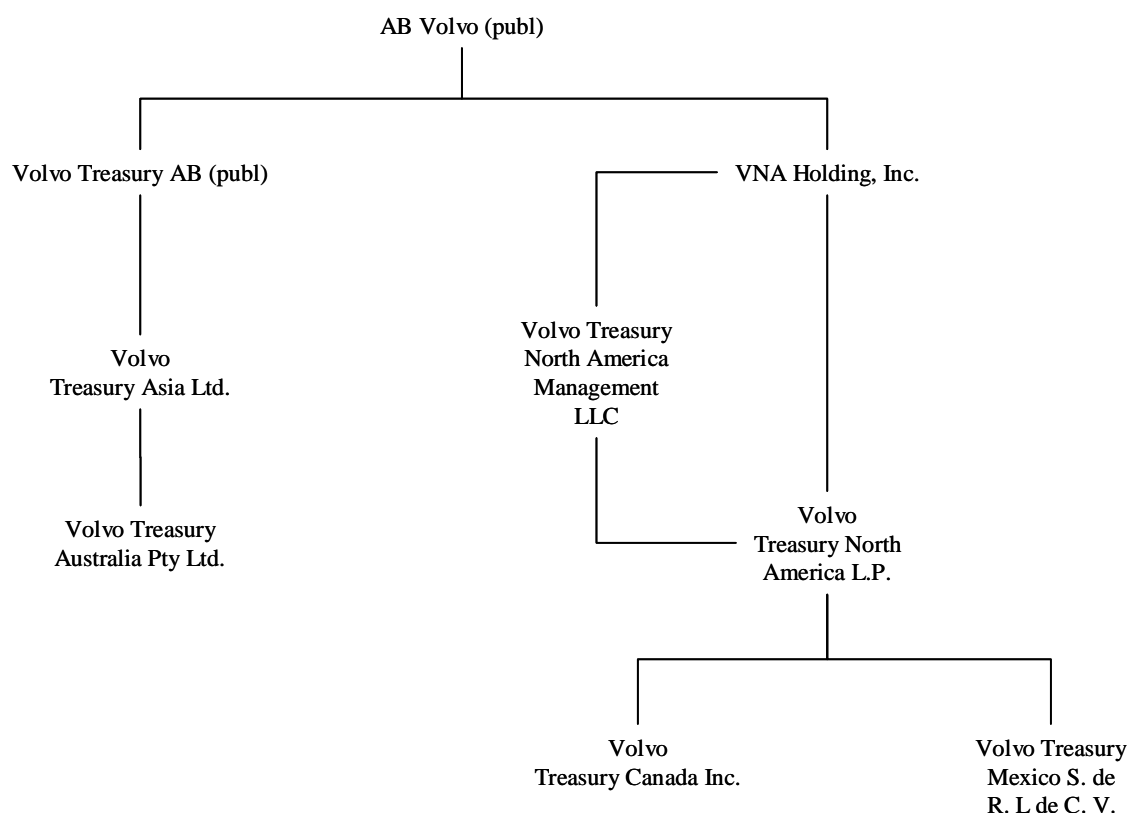 AB Volvo (publ)
Volvo Treasury AB (publ)
VNA Holding, Inc.
Volvo Treasury
North America
Management
LLC
Volvo
Treasury Asia Ltd.
Volvo Treasury
Australia Pty Ltd.
Volvo
Treasury North
America L.P.
Volvo
Treasury Canada Inc.
Volvo Treasury
Mexico S. de
R. L de C. V.